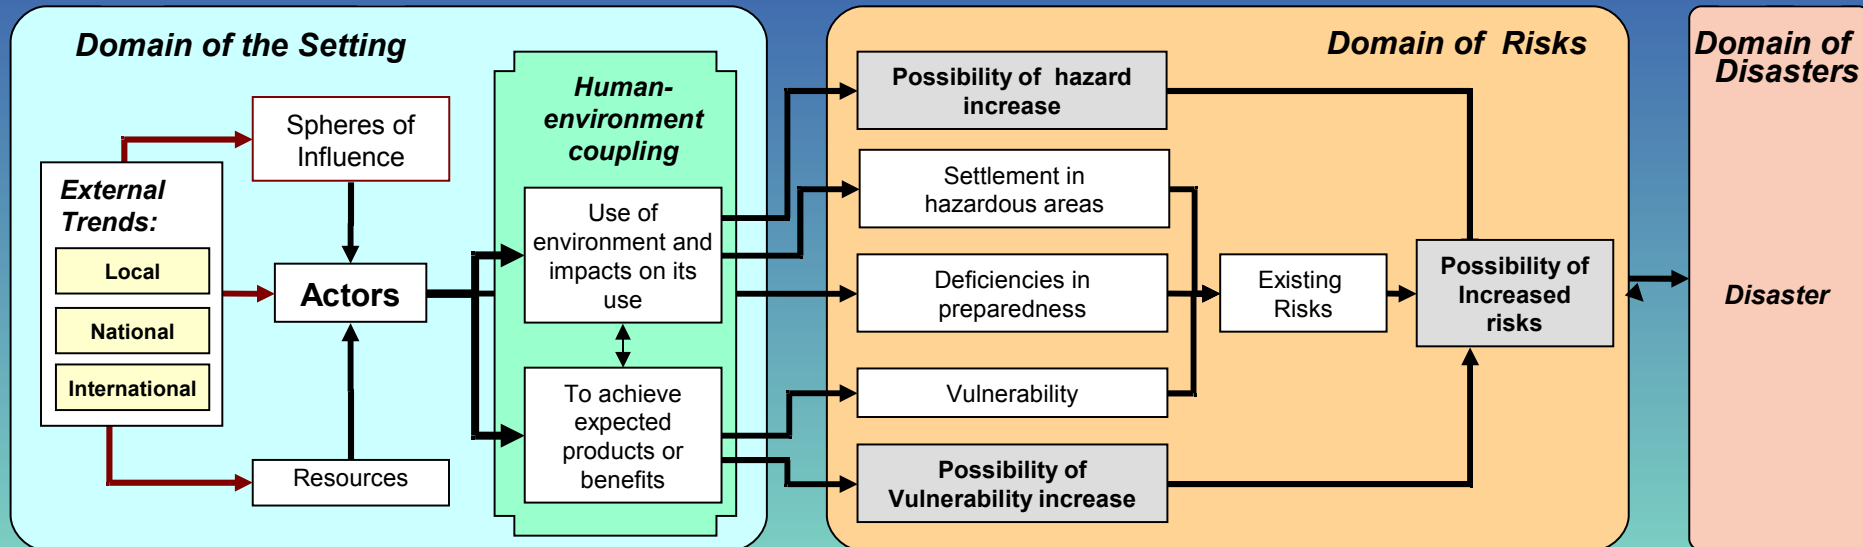 Domain of the Setting
Spheres of
Influence
External
Trends:
Local
National
International
Actors
Resources
Human-
environment
coupling
Use of
environment and
impacts on its
use
To achieve
expected
products or
benefits
Domain of Risks
Possibility of hazard
increase
Settlement in
hazardous areas
Deficiencies in
preparedness
Vulnerability
Possibility of
Vulnerability increase
Existing
Risks
Possibility of
Increased
risks
Domain of
Disasters
Disaster